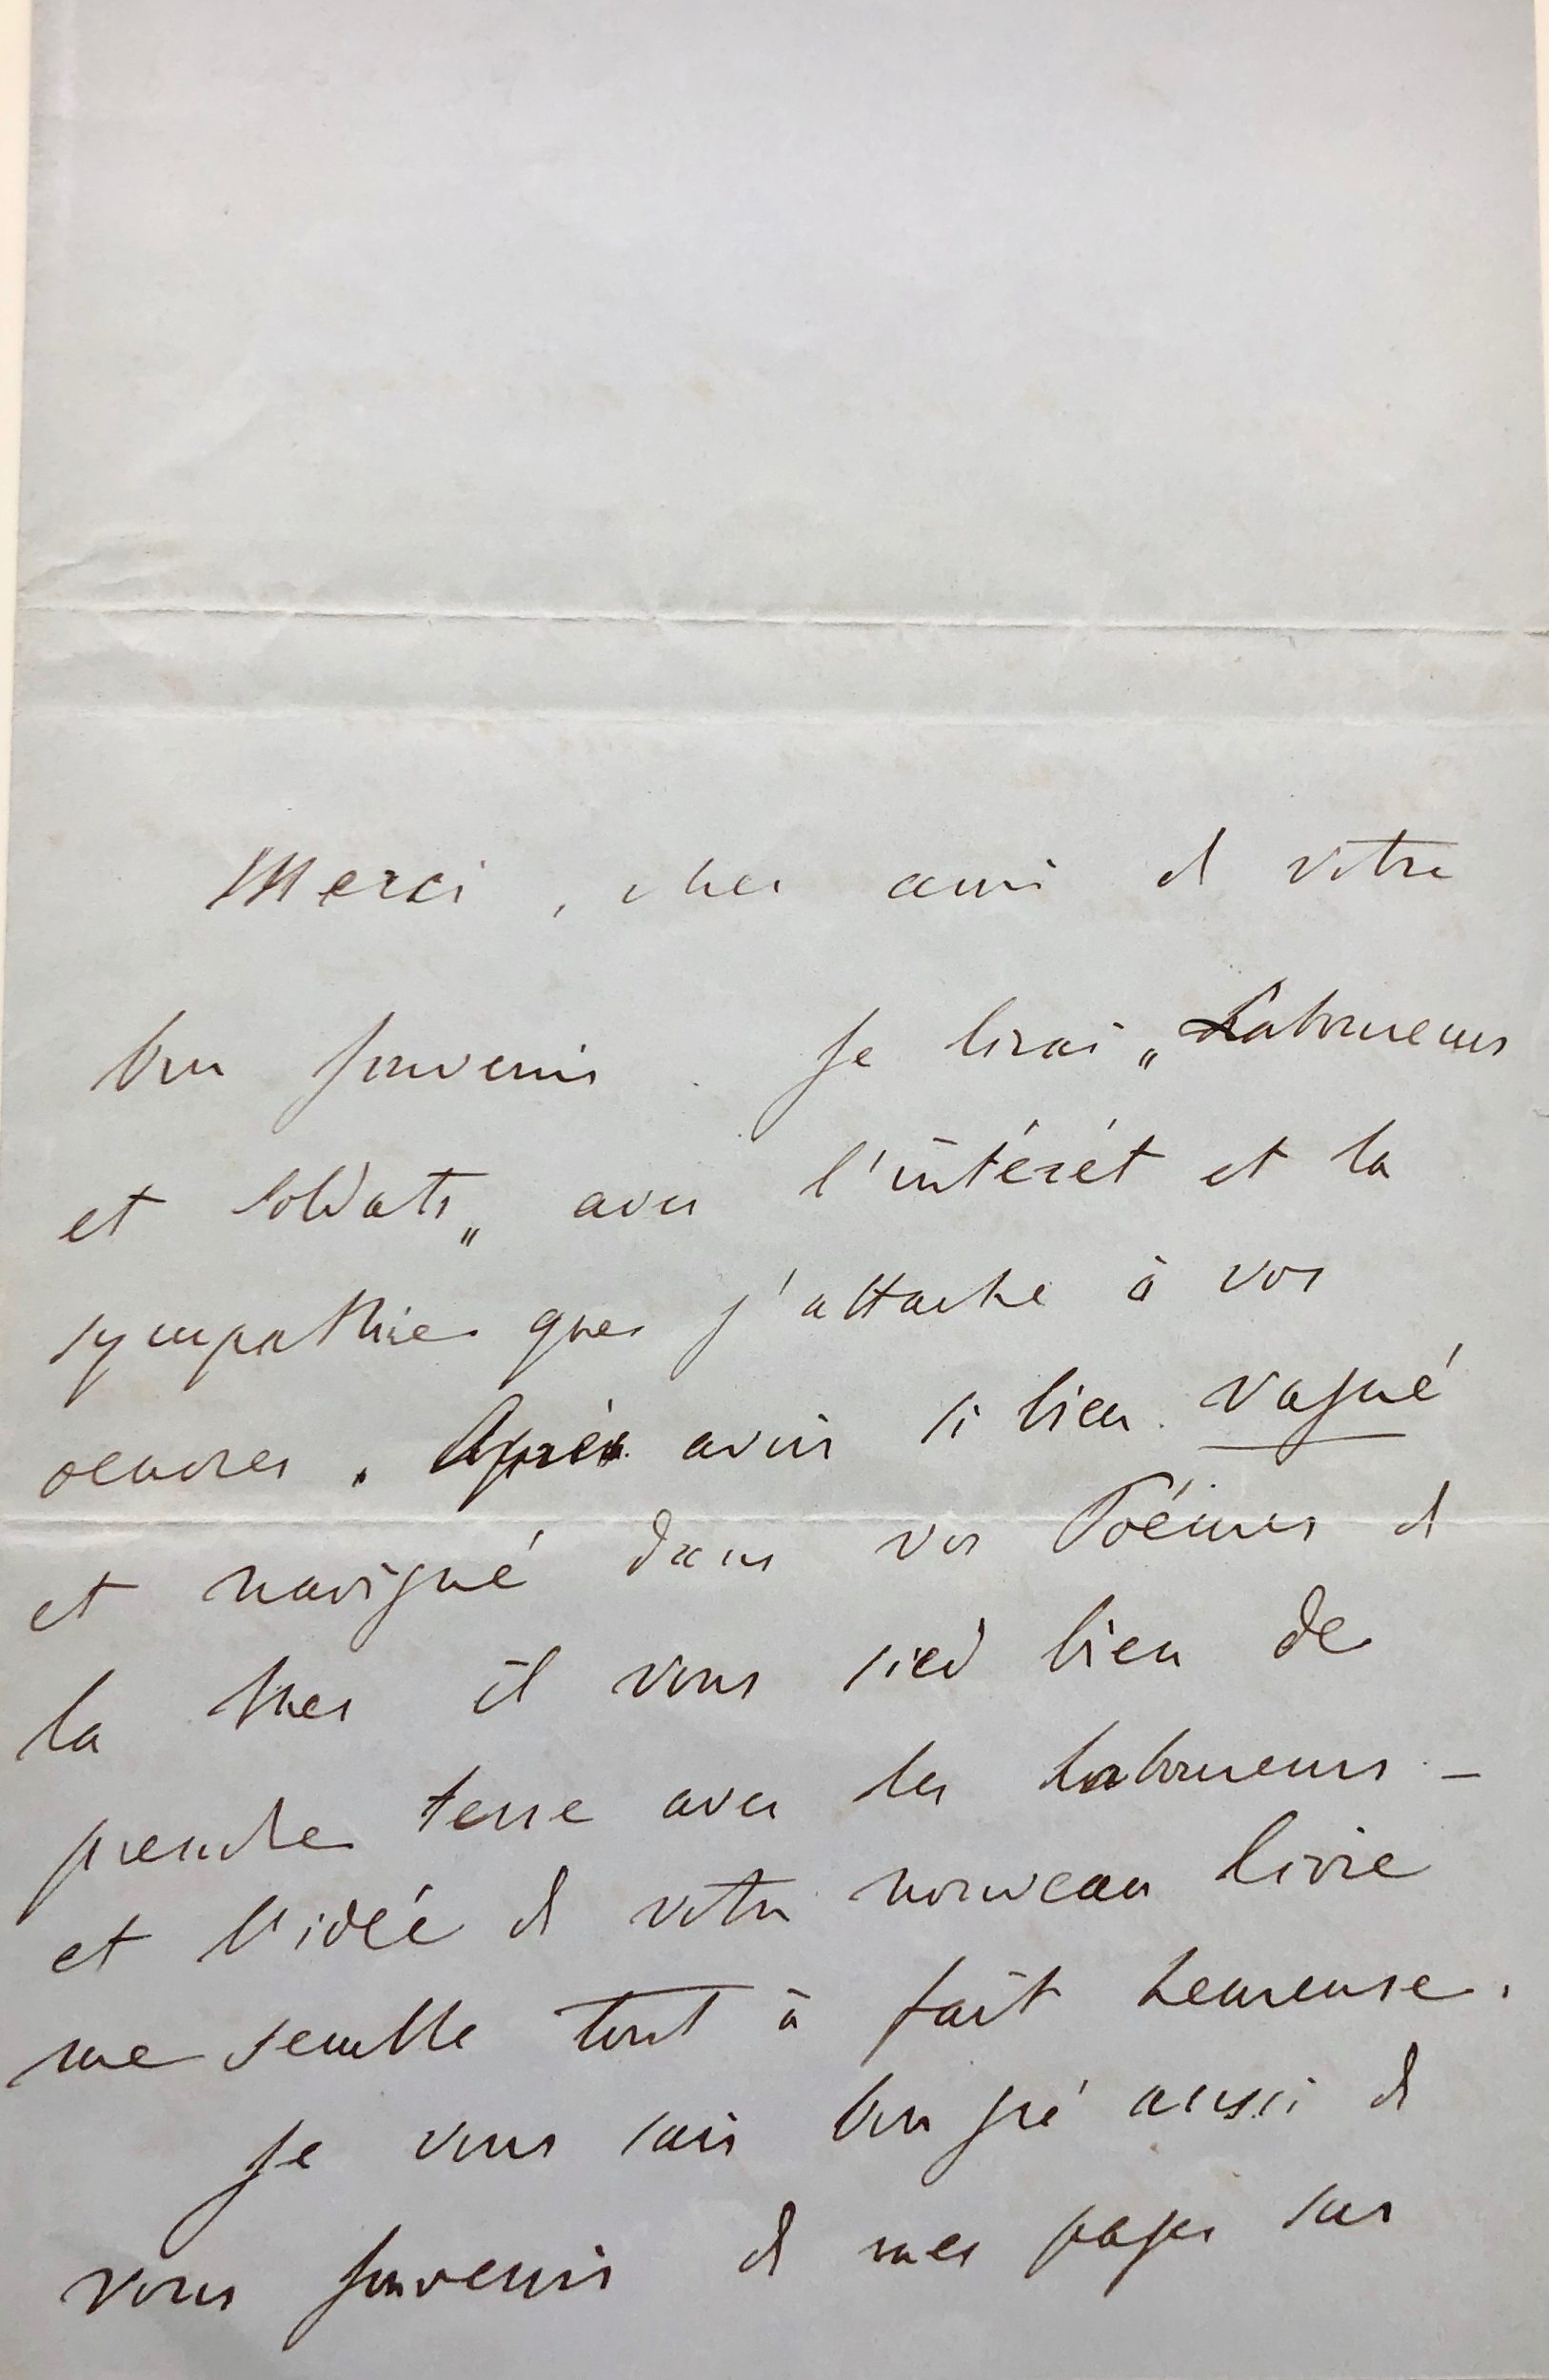 Merci, cher ami de votre
bon souvenir. Je lirai „Laboureurs
et Soldats„ avec l'intérêt et la
sympathie que j'attache à vos
oeuvres. Après avoir si bien vagué
et navigué dans vos Poémes de
la Mer il vous sied bien de
prendre terre avec les Laboureurs –
et l'idée de votre nouveau livre
me semble tout à fait heureuse.
Je vous sais bon gré aussi de
vous souvenir de mes pages sur